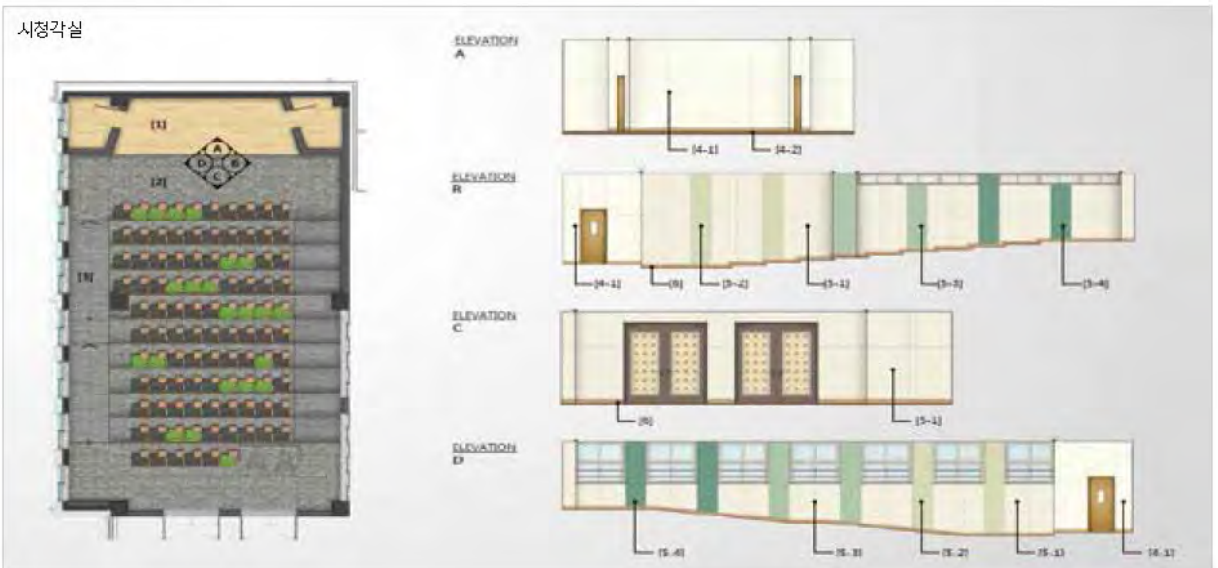 시청각실
[1]
A
D B
C
[2]
[3]
ELEVATION
A
[4-1] [4-2]
ELEVATION
B
[4-1] [6] [5-2] [5-1] [5-3] [5-4]
ELEVATION
C
[6] [5-1]
ELEVATION
D
[5-4] [5-3] [5-2] [5-1] [4-1]